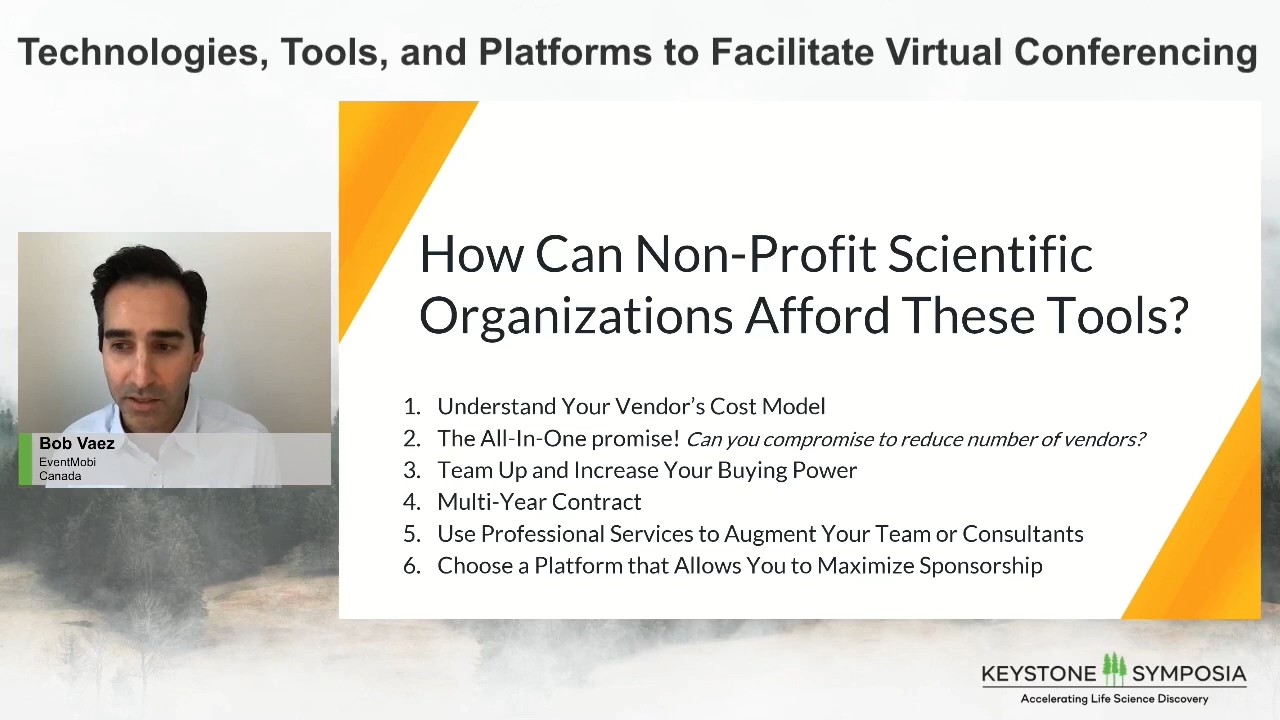 Technologies, Tools, and Platforms to Facilitate Virtual Conferencing
How Can Non-Profit Scientific
Organizations Afford These Tools?
1. Understand Your Vendor’s Cost Model
2. The All-In-One promise! Can you compromise to reduce number of vendors?
3. Team Up and Increase Your Buying Power
4. Multi-Year Contract
5. Use Professional Services to Augment Your Team or Consultants
6. Choose a Platform that Allows You to Maximize Sponsorship
Bob Vaez
EventMobi
Canada
KEYSTONE SYMPOSIA
Accelerating Life Science Discovery